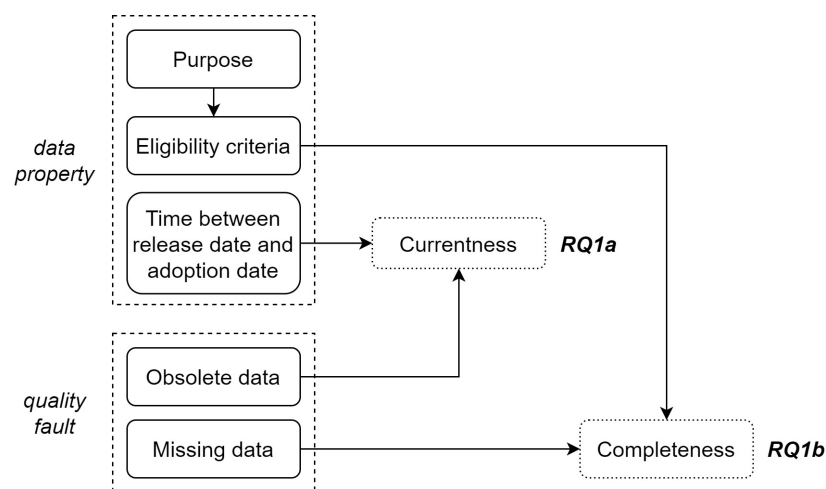 Purpose
data
property
Eligibility criteria
Time between
release date and
adoption date
Currentness
RQ1a
Obsolete data
quality
fault
Missing data
Completeness
RQ1b